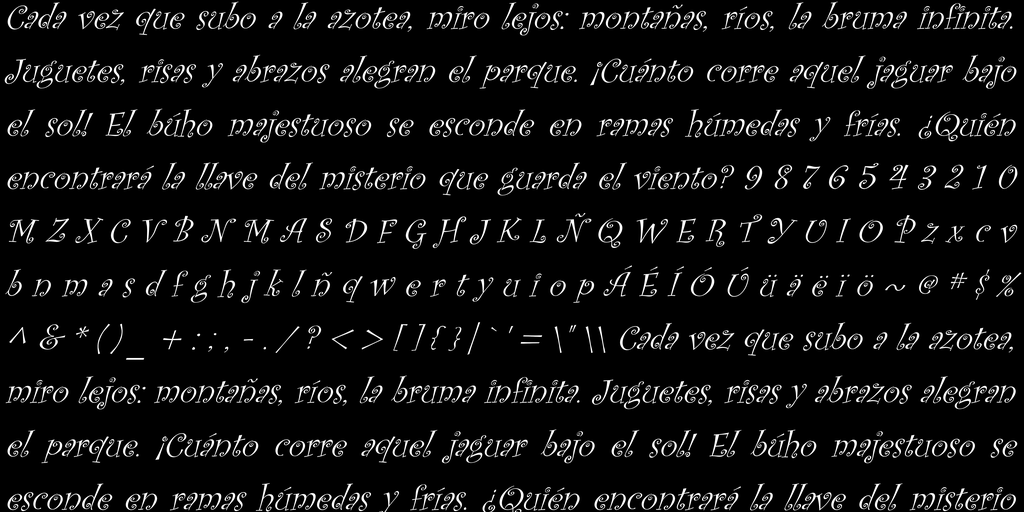 Cada vez que subo a la azotea, miro lejos: montañas, ríos, la bruma infinita.
Juguetes, risas y abrazos alegran el parque. ¡Cuánto corre aquel jaguar bajo
el sol! El búho majestuoso se esconde en ramas húmedas y frías. ¿Quién
encontrará la llave del misterio que guarda el viento? 9 8 7 6 5 4 3 2 1 0
M Z X C V B N M A S D F G H J K L Ñ Q W E R T Y U I O P z x c v
b n m a s d f g h j k l ñ q w e r t y u i o p Á É Í Ó Ú ü ä ë ï ö ~ @ # $ %
^ & * ( ) _ + : ; , - . / ? < > [ ] { } | ` ' = \ " \ \ Cada vez que subo a la azotea,
miro lejos: montañas, ríos, la bruma infinita. Juguetes, risas y abrazos alegran
el parque. ¡Cuánto corre aquel jaguar bajo el sol! El búho majestuoso se
esconde en ramas húmedas y frías. ¿Quién encontrará la llave del misterio